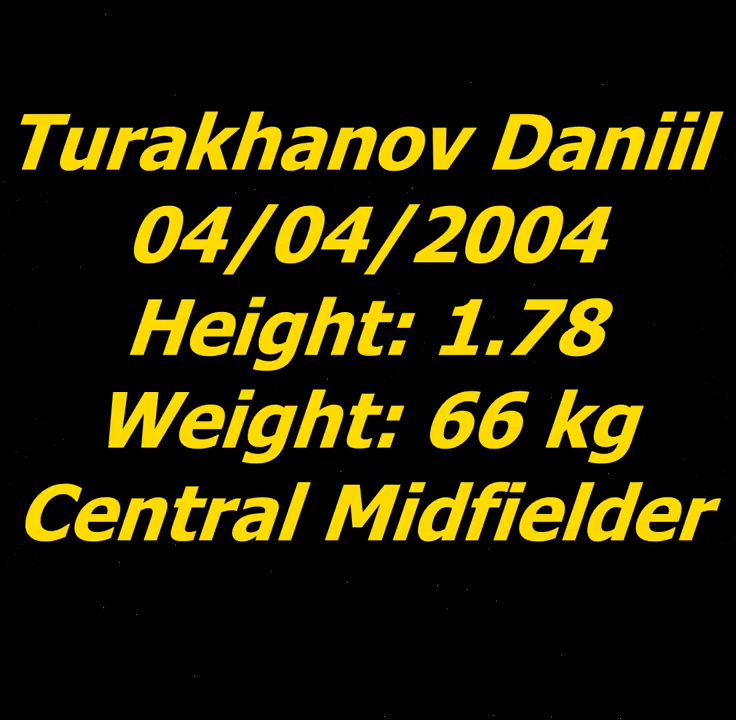 Turakhanov Daniil
04/04/2004
Height: 1.78
Weight: 66 kg
Central Midfielder